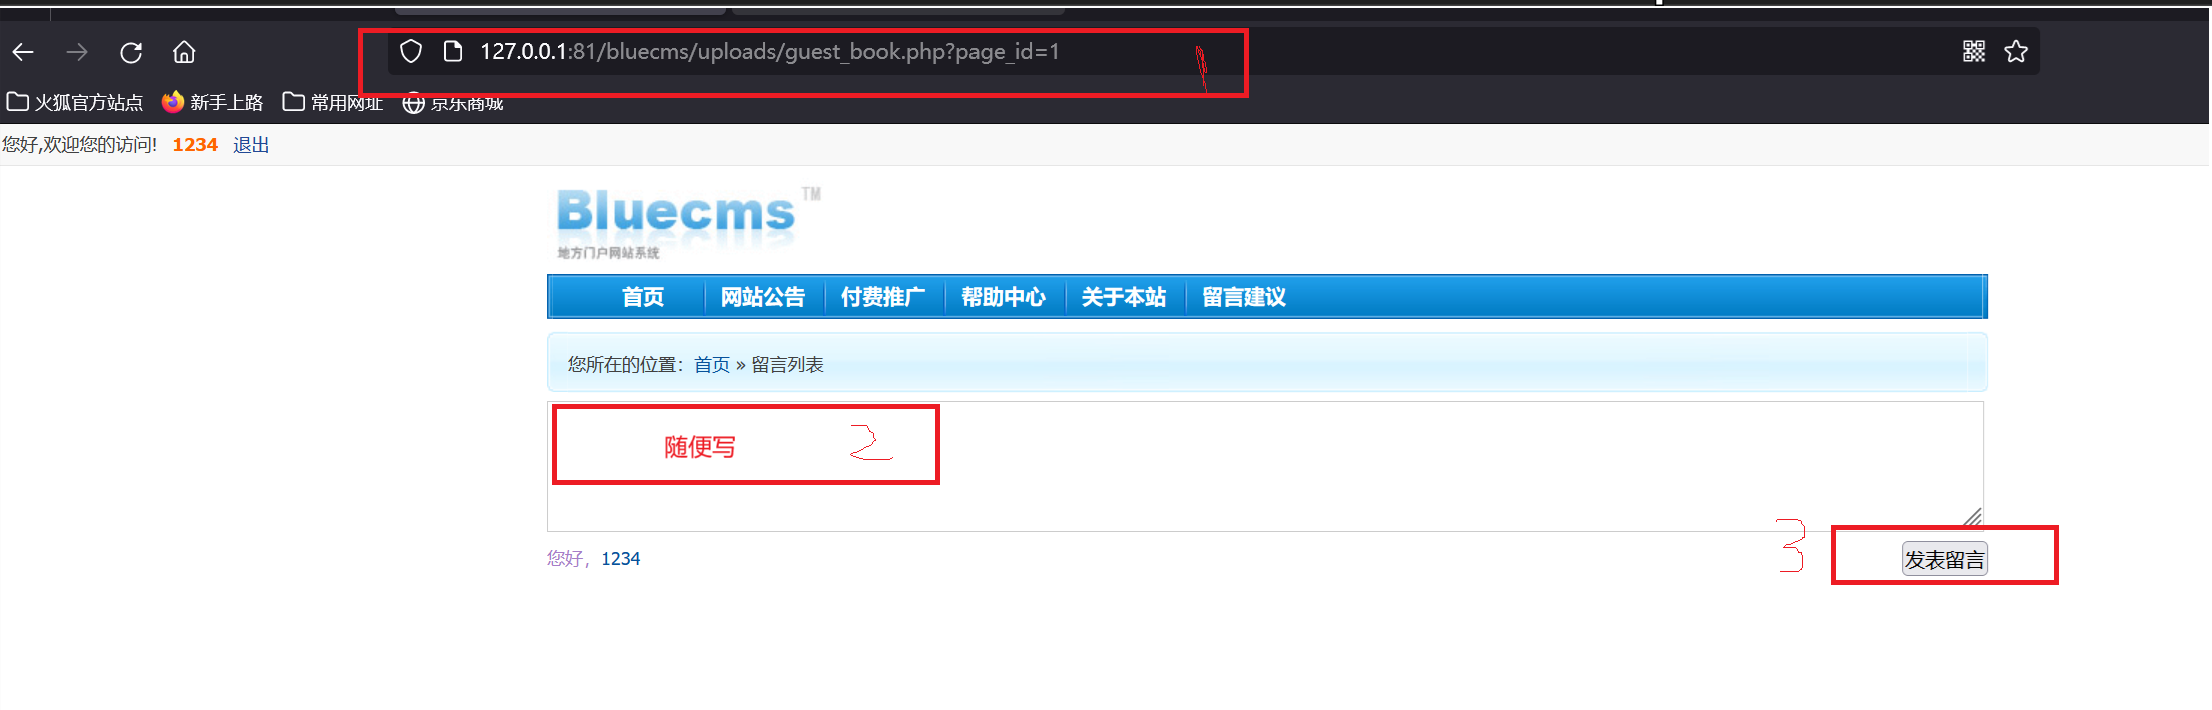 127.0.0.1:81/bluecms/uploads/guest_book.php?page_id=1
1
火狐官方站点 新手上路 常用网址 京东商城
您好,欢迎您的访问! 1234 退出
Bluecms TM
地方门户网站系统
首页 网站公告 付费推广 帮助中心 关于本站 留言建议
您所在的位置：首页 » 留言列表
随便写 2
3
您好，1234 发表留言